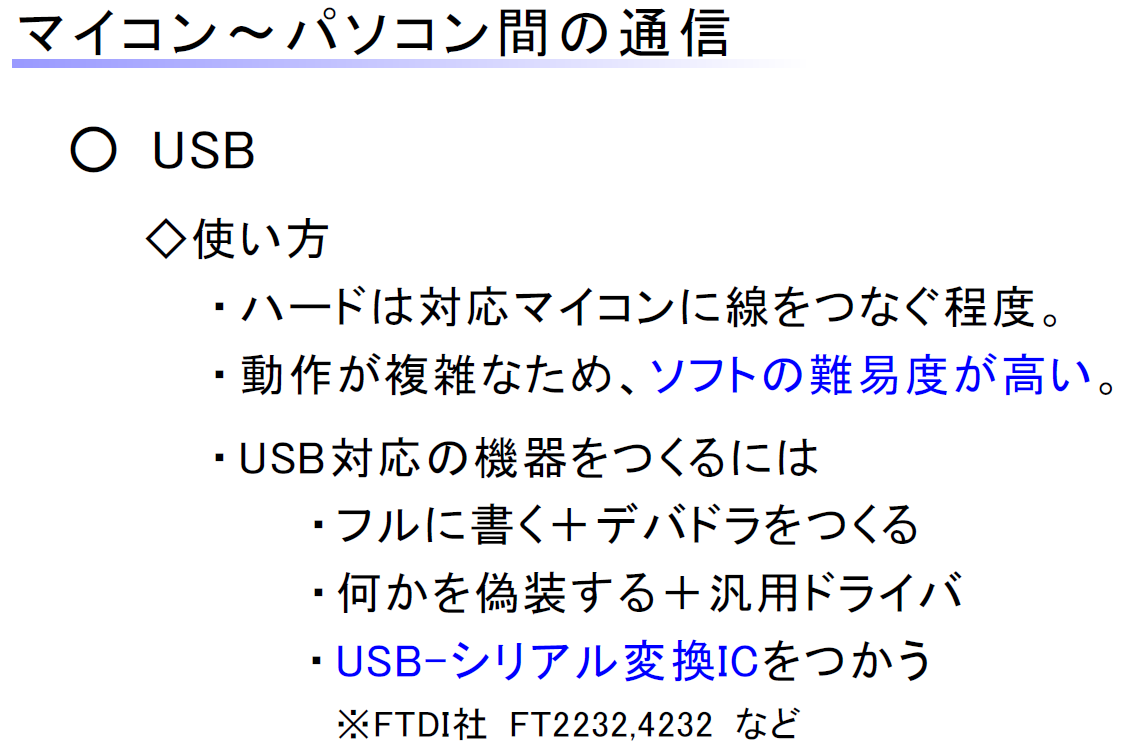 マイコン～パソコン間の通信
○ USB
◇使い方
・ハードは対応マイコンに線をつなぐ程度。
・動作が複雑なため、ソフトの難易度が高い。
・USB対応の機器をつくるには
・フルに書く＋デバドラをつくる
・何かを偽装する＋汎用ドライバ
・USB-シリアル変換ICをつかう
※FTDI社 FT2232,4232 など